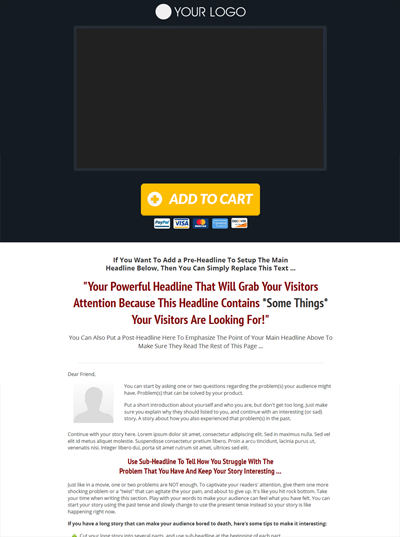 YOUR LOGO
ADD TO CART
PayPal VISA MasterCard DISCOVER
If You Want To Add a Pre-Headline To Setup The Main
Headline Below, Then You Can Simply Replace This Text ...
"Your Powerful Headline That Will Grab Your Visitors
Attention Because This Headline Contains *Some Things*
Your Visitors Are Looking For!"
You Can Also Put a Post-Headline Here To Emphasize The Point of Your Main Headline Above To
Make Sure They Read The Rest of This Page ...
Dear Friend,
You can start by asking one or two questions regarding the problem(s) your audience might
have. Problem(s) that can be solved by your product.
Put a short introduction about yourself and who you are, but don't get too long. Just make
sure you explain why they should listed to you, and continue with an interesting (or sad)
story. A story about how you also experienced that problem(s) in the past.
Continue with your story here. Lorem ipsum dolor sit amet, consectetur adipiscing elit. Sed in maximus nulla. Sed vel
elit id metus aliquet molestie. Suspendisse consectetur pretium libero. Proin a arcu tincidunt, lacinia purus ut,
venenatis nisi. Integer libero dui, porta sit amet rutrum sit amet, ultrices sed elit.
Use Sub-Headline To Tell How You Struggle With The
Problem That You Have And Keep Your Story Interesting ...
Just like in a movie, one or two problems are NOT enough. To captivate your readers' attention, give them one more
shocking problem or a "twist" that can agitate your pain, and about to give up. It's like you hit rock bottom. Take
your time when writing this section. Play with your words to make your audience can feel what you have felt. You can
start your story using the past tense and slowly change to use the present tense instead so your story is like
happening right now.
If you have a long story that can make your audience bored to death, here's some tips to make it interesting:
Cut your long story into several parts, and use sub-headline at the beginning of each part.